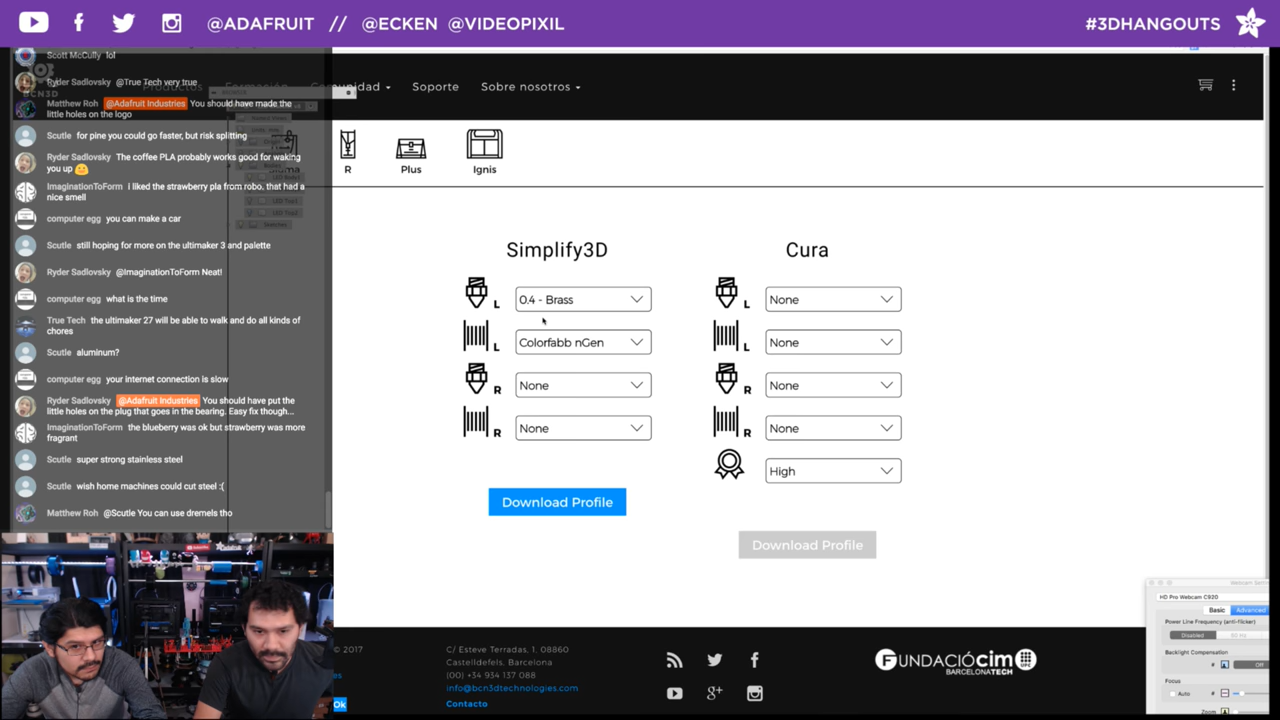 @ADAFRUIT // @ECKEN @VIDEOPIXIL
#3DHANGOUTS
Scott McCully lol
Ryder Sadlovsky @True Tech very true
Matthew Roh @Adafruit Industries You should have made the
little holes on the logo
Scutle for pine you could go faster, but risk splitting
Ryder Sadlovsky The coffee PLA probably works good for waking
you up
ImaginationToForm i liked the strawberry pla from robo, that had a
nice smell
computer egg you can make a car
Scutle still hoping for more on the ultimaker 3 and palette
Ryder Sadlovsky @ImaginationToForm Neat!
computer egg what is the time
True Tech the ultimaker 27 will be able to walk and do all kinds of
chores
Scutle aluminum?
computer egg your internet connection is slow
Ryder Sadlovsky @Adafruit Industries You should have put the
little holes on the plug that goes in the bearing. Easy fix though...
ImaginationToForm the blueberry was ok but strawberry was more
fragrant
Scutle super strong stainless steel
Scutle wish home machines could cut steel :(
Matthew Roh @Scutle You can use dremels tho
Productos
Comunidad
Soporte
Sobre nosotros
R
Plus
Ignis
Simplify3D
L 0.4 - Brass
L Colorfabb nGen
R None
R None
Download Profile
Cura
L None
L None
R None
R None
High
Download Profile
© 2017
Ok
C/ Esteve Terradas, 1. 08860
Castelldefels. Barcelona
(00) +34 934 137 088
info@bcn3dtechnologies.com
Contacto
FUNDACIÓCIM UPC
BARCELONATECH
HD Pro Webcam C920
Basic Advanced
Power Line Frequency (anti-flicker)
Disabled
Backlight Compensation
Off
Focus
Auto
Zoom